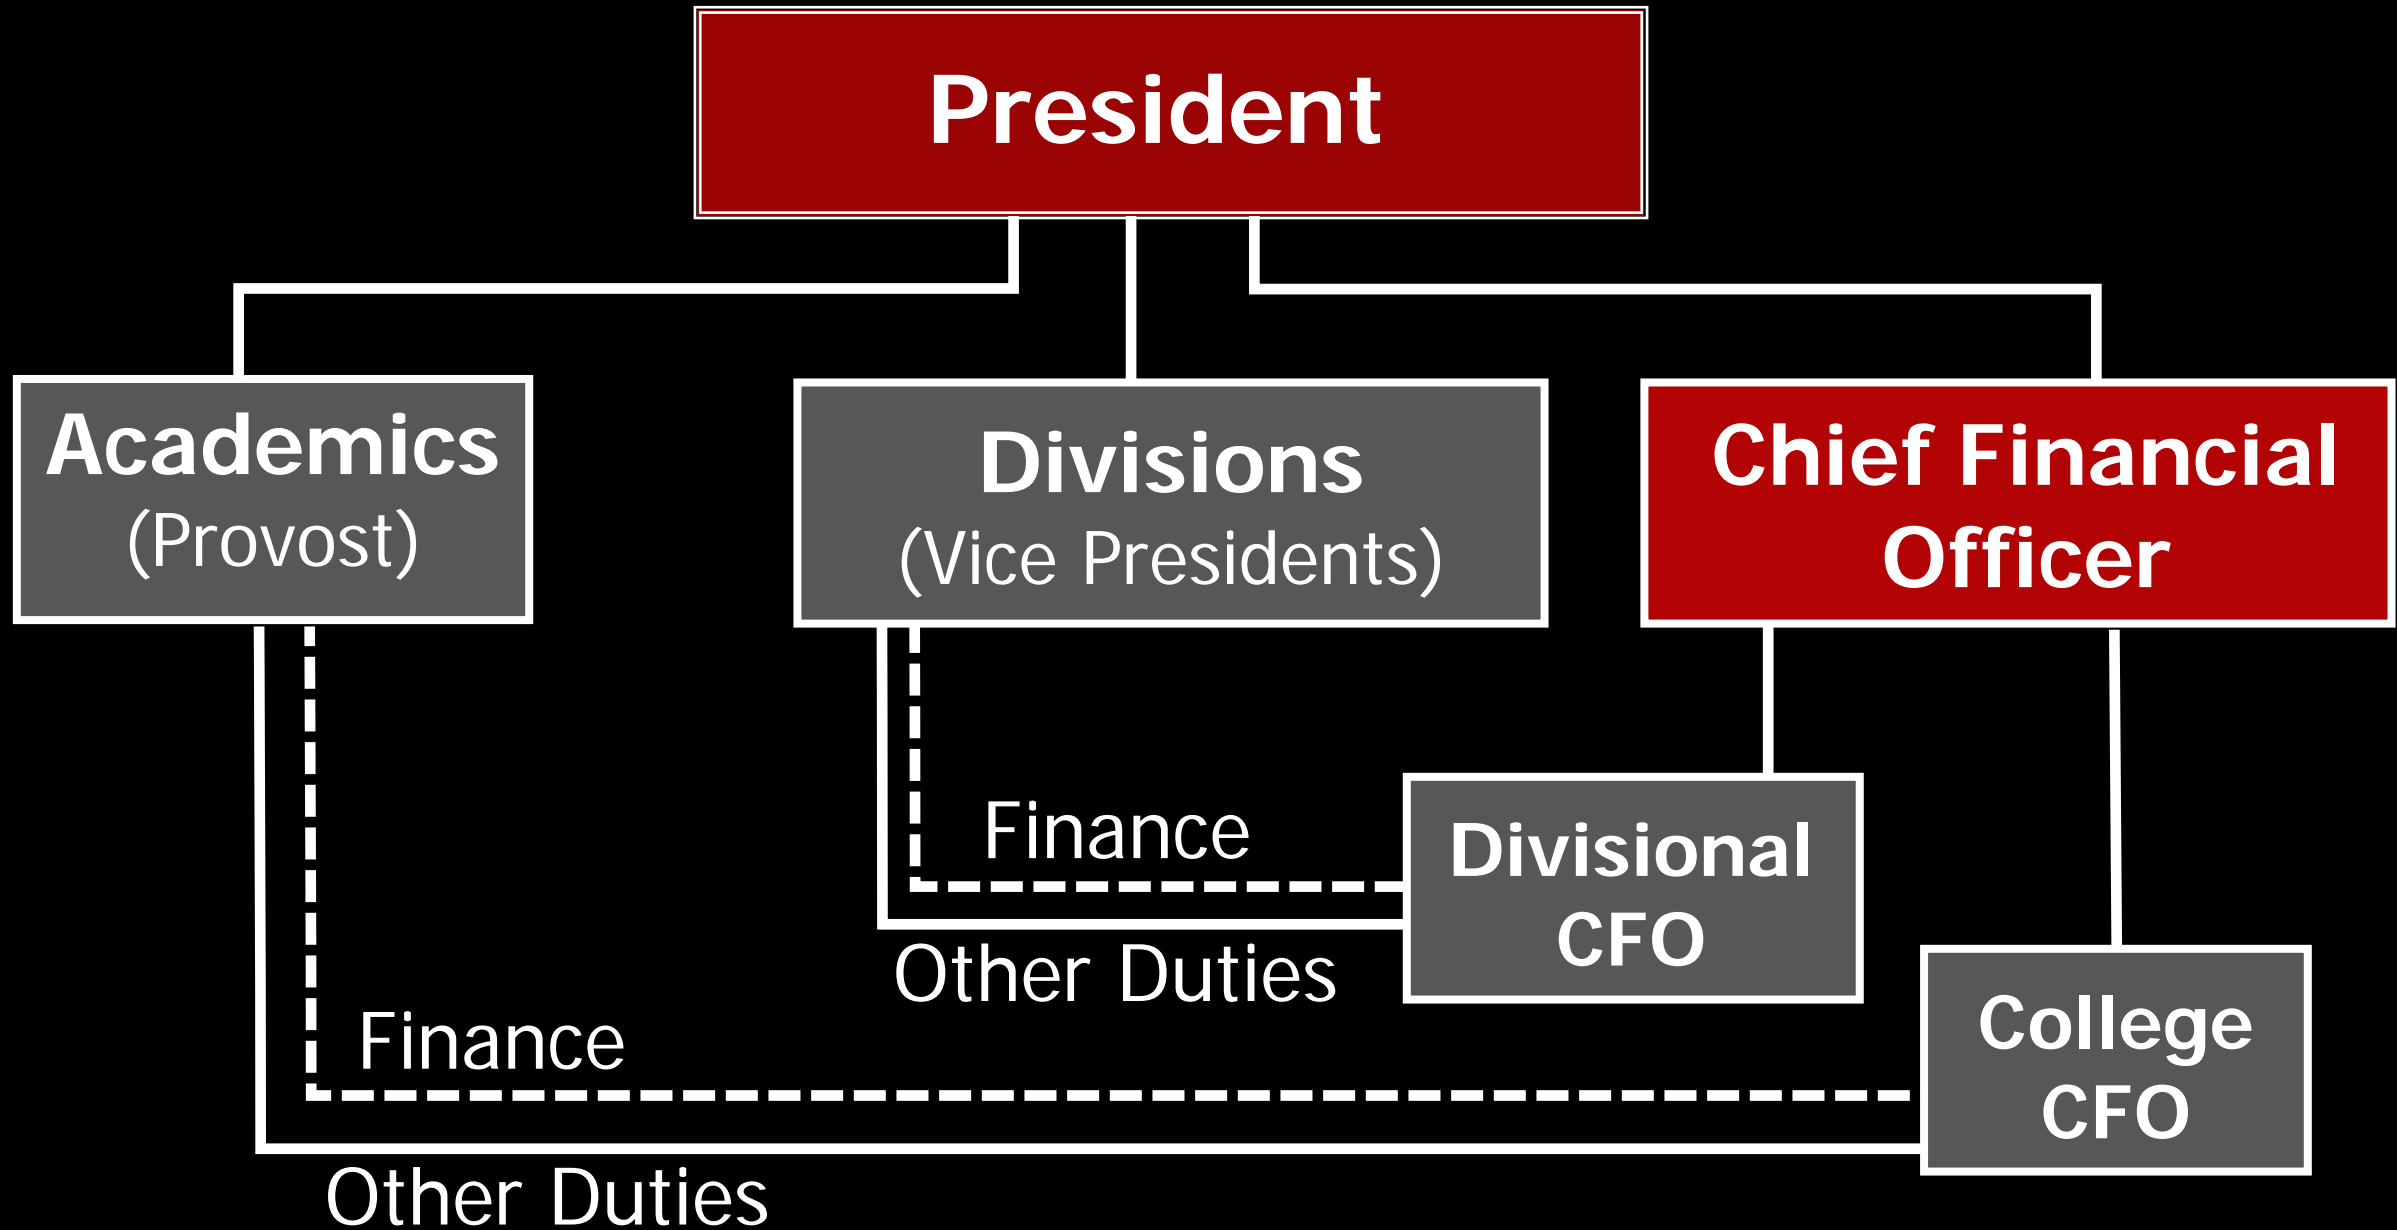 President
Academics
(Provost)
Divisions
(Vice Presidents)
Chief Financial
Officer
Finance
Other Duties
Divisional
CFO
Finance
Other Duties
College
CFO